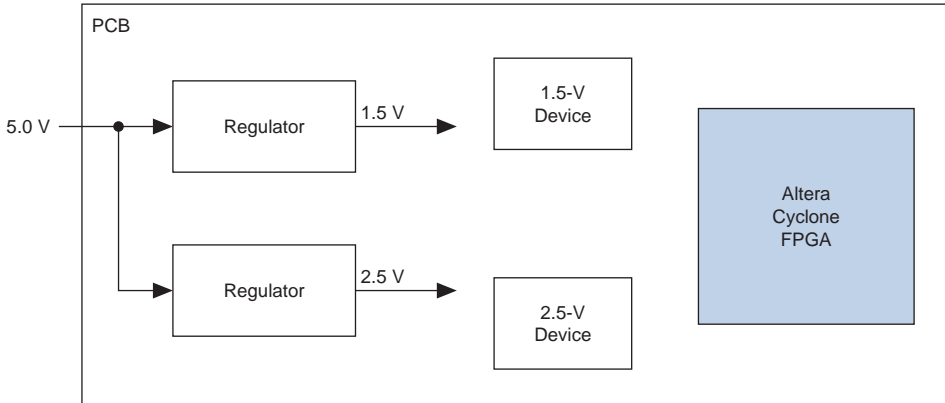 PCB
5.0 V
Regulator
1.5 V
1.5-V
Device
Altera
Cyclone
FPGA
Regulator
2.5 V
2.5-V
Device